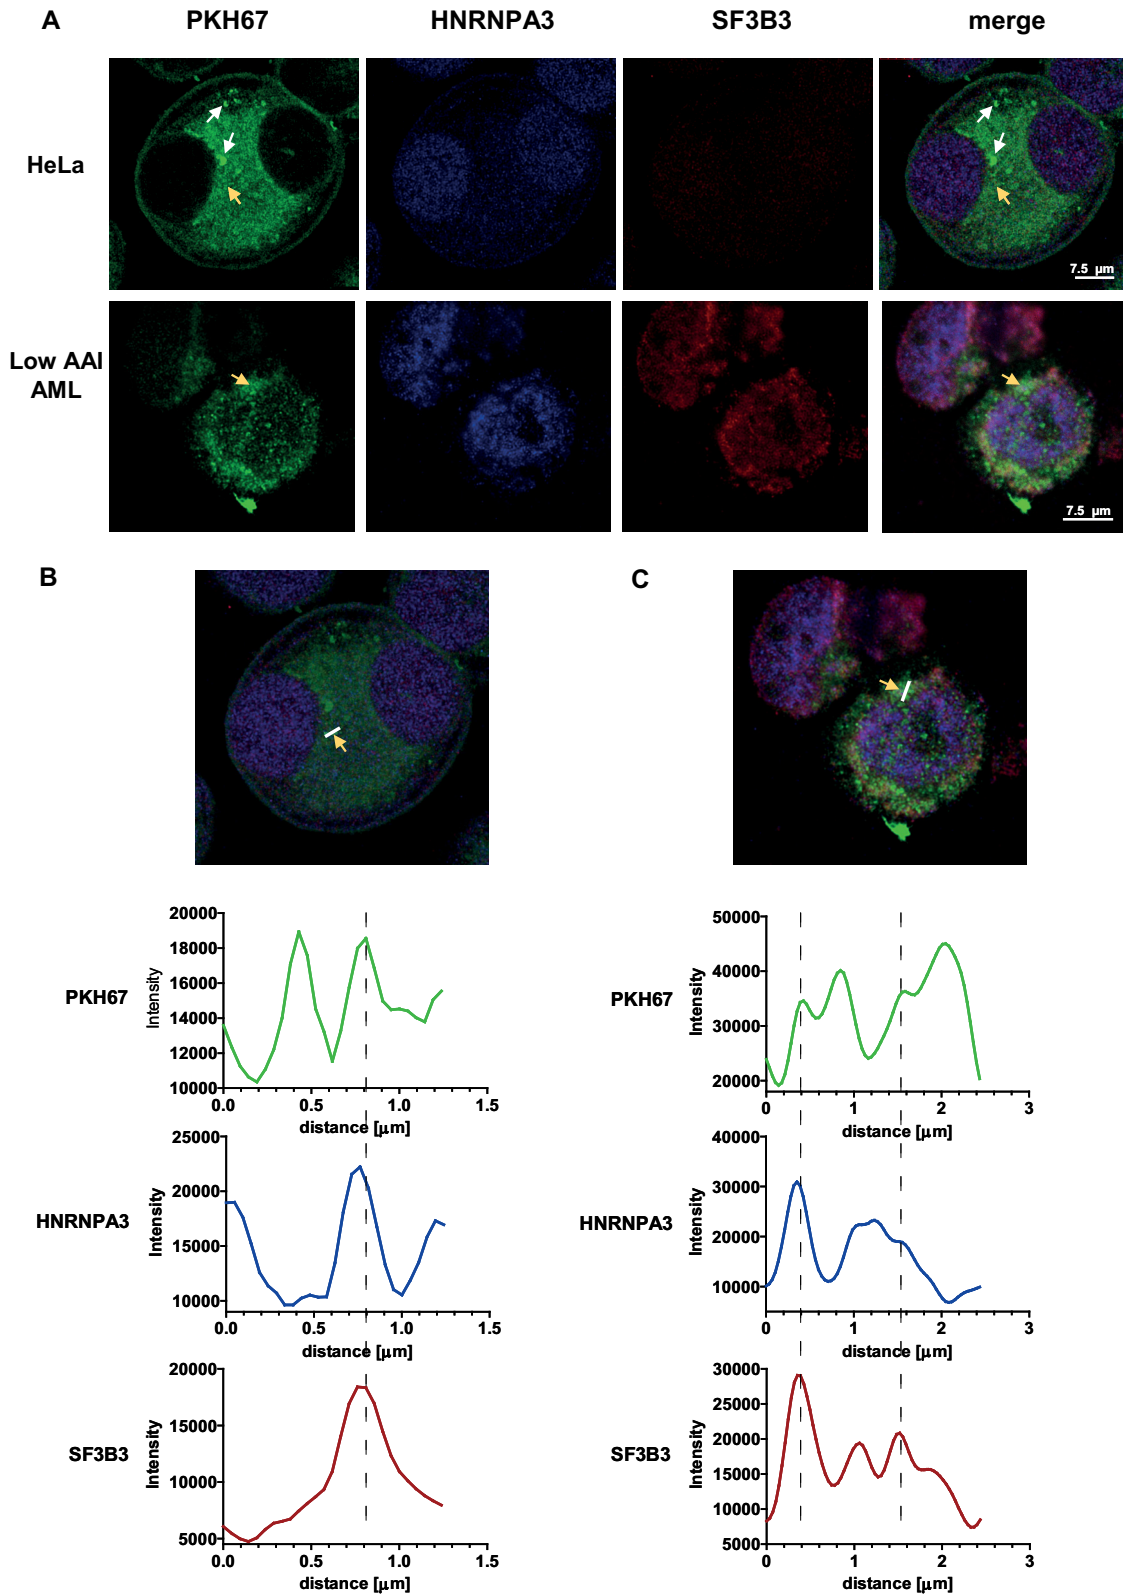 A PKH67 HNRNPA3 SF3B3 merge
HeLa
7.5 µm
Low AAI
AML
7.5 µm
B
C
20000
18000
16000
14000
12000
10000
Intensity
PKH67
0.0 0.5 1.0 1.5
distance [µm]
50000
40000
30000
20000
Intensity
PKH67
0 1 2 3
distance [µm]
25000
20000
15000
10000
Intensity
HNRNPA3
0.0 0.5 1.0 1.5
distance [µm]
40000
30000
20000
10000
Intensity
HNRNPA3
0 1 2 3
distance [µm]
20000
15000
10000
5000
Intensity
SF3B3
0.0 0.5 1.0 1.5
distance [µm]
30000
25000
20000
15000
10000
5000
Intensity
SF3B3
0 1 2 3
distance [µm]